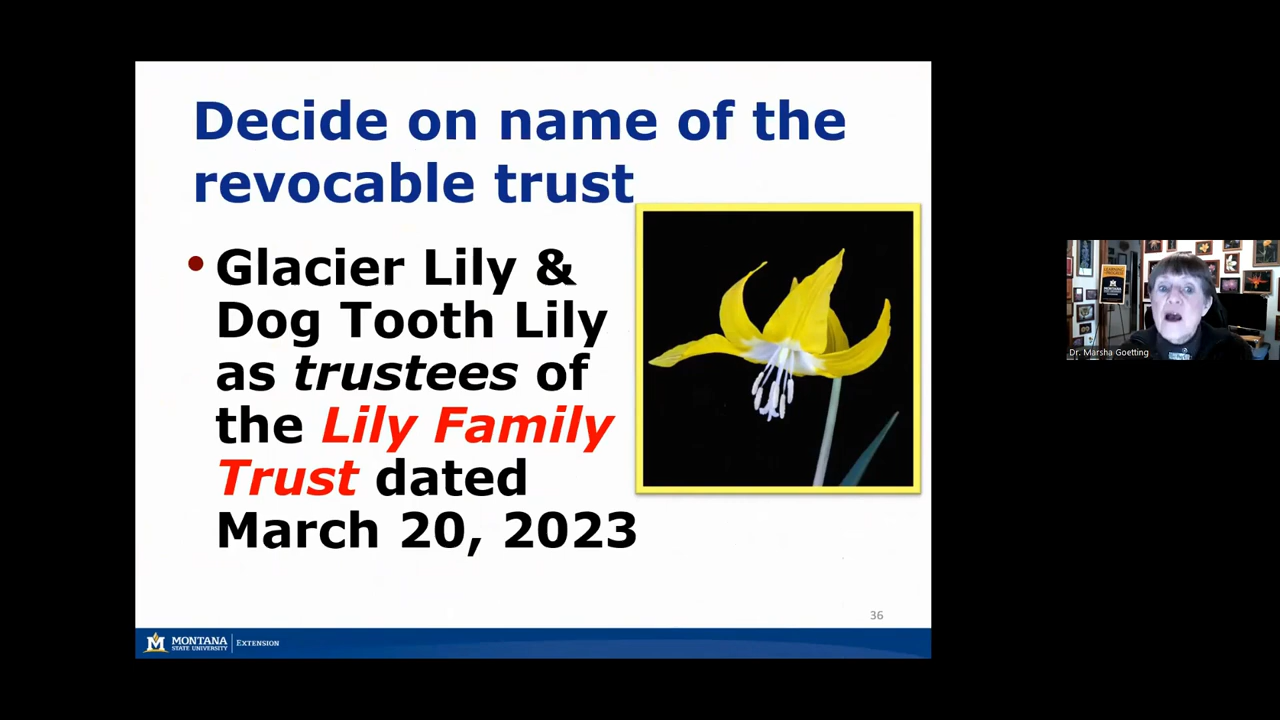 Decide on name of the
revocable trust
• Glacier Lily &
Dog Tooth Lily
as trustees of
the Lily Family
Trust dated
March 20, 2023
36
M MONTANA
STATE UNIVERSITY
EXTENSION
MONTANA
Dr. Marsha Goetting